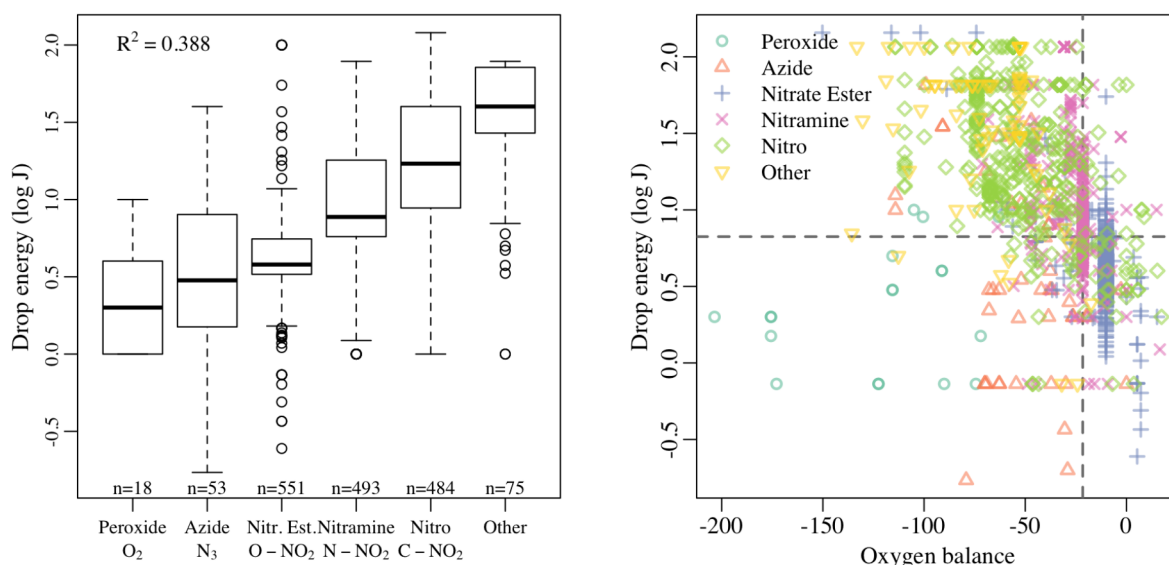 R² = 0.388
Drop energy (log J)
2.0
1.5
1.0
0.5
0.0
-0.5
n=18 n=53 n=551 n=493 n=484 n=75
Peroxide Azide Nitr. Est. Nitramine Nitro Other
O₂ N₃ O – NO₂ N – NO₂ C – NO₂
Peroxide
Azide
Nitrate Ester
Nitramine
Nitro
Other
Drop energy (log J)
2.0
1.5
1.0
0.5
0.0
-0.5
-200 -150 -100 -50 0
Oxygen balance